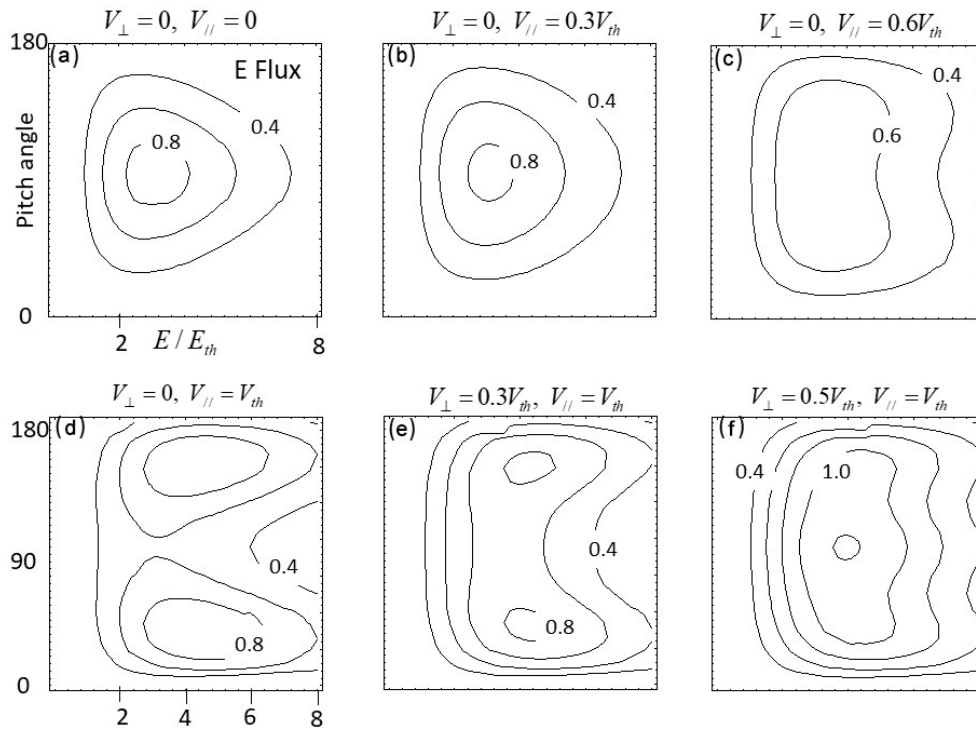 V⊥ = 0, V// = 0
V⊥ = 0, V// = 0.3Vth
V⊥ = 0, V// = 0.6Vth
180
(a)
E Flux
0.8
0.4
Pitch angle
0
2
E / Eth
8
(b)
0.4
0.8
(c)
0.4
0.6
V⊥ = 0, V// = Vth
V⊥ = 0.3Vth, V// = Vth
V⊥ = 0.5Vth, V// = Vth
180
(d)
90
0.4
0.8
0
2
4
6
8
(e)
0.4
0.8
(f)
0.4
1.0